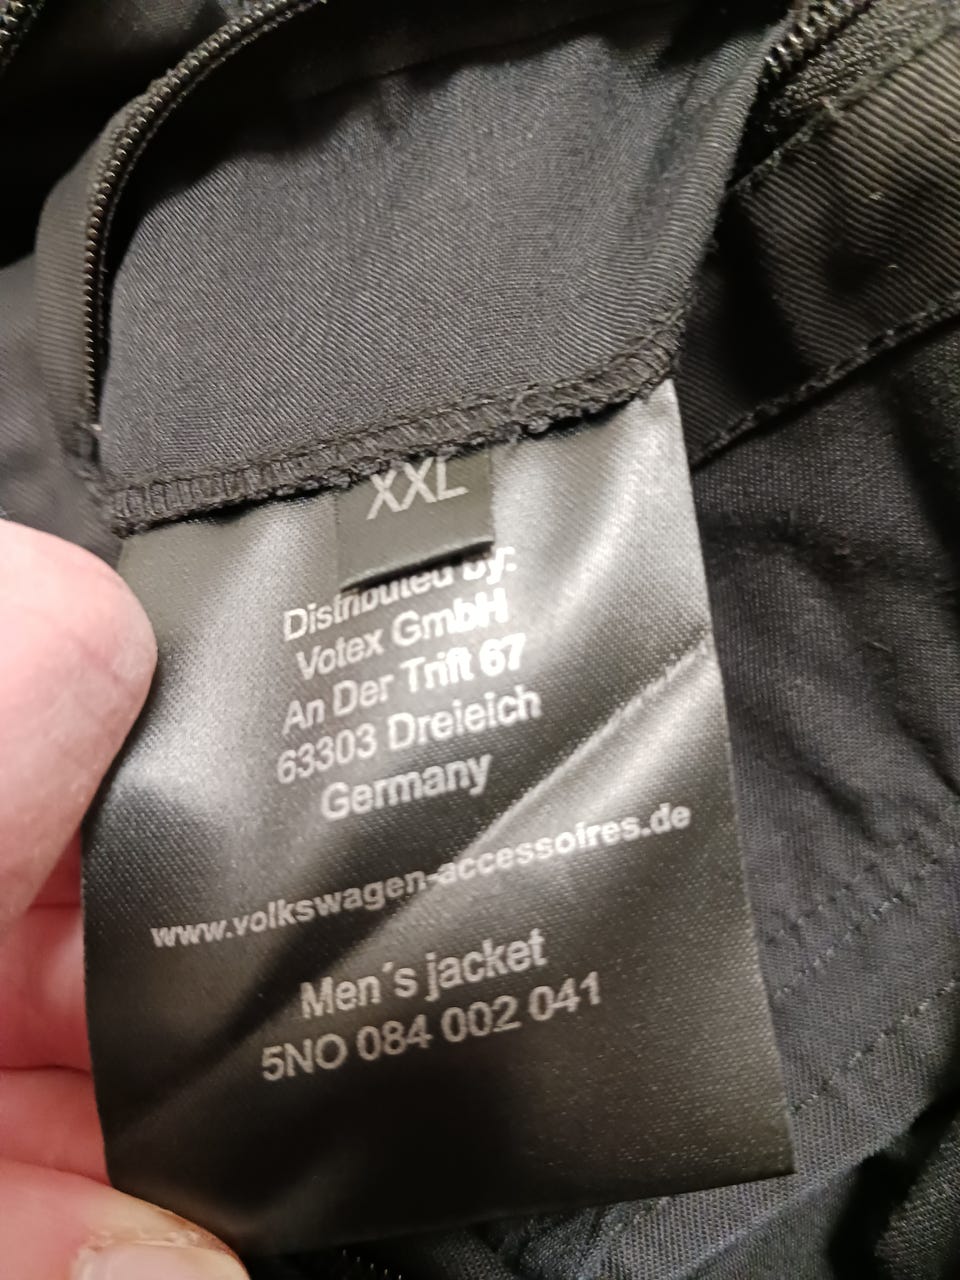 XXL
Distributed by:
Votex GmbH
An Der Trift 67
63303 Dreieich
Germany
www.volkswagen-accessoires.de
Men´s jacket
5NO 084 002 041